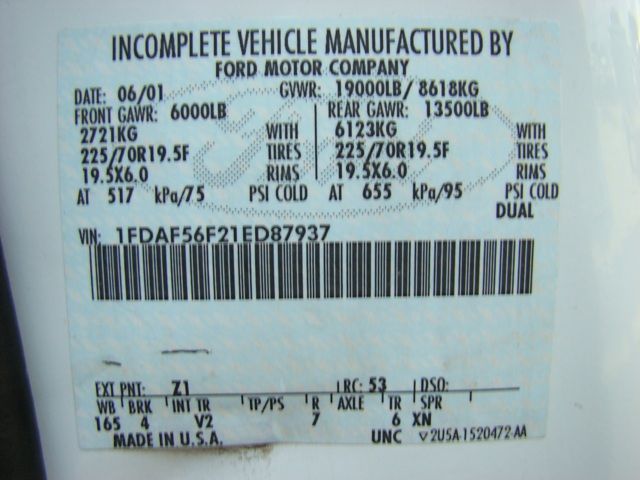 INCOMPLETE VEHICLE MANUFACTURED BY
FORD MOTOR COMPANY
DATE: 06/01 GVWR: 19000LB/ 8618KG
FRONT GAWR: 6000LB REAR GAWR: 13500LB
2721KG WITH 6123KG WITH
225/70R19.5F TIRES 225/70R19.5F TIRES
19.5X6.0 RIMS 19.5X6.0 RIMS
AT 517 kPa/75 PSI COLD AT 655 kPa/95 PSI COLD
DUAL
VIN: 1FDAF56F21ED87937
EXT PNT: Z1 RC: 53 DSO:
WB BRK INT TR TP/PS R AXLE TR SPR
165 4 V2 7 6 XN
MADE IN U.S.A. UNC ▽2U5A-1520472-AA